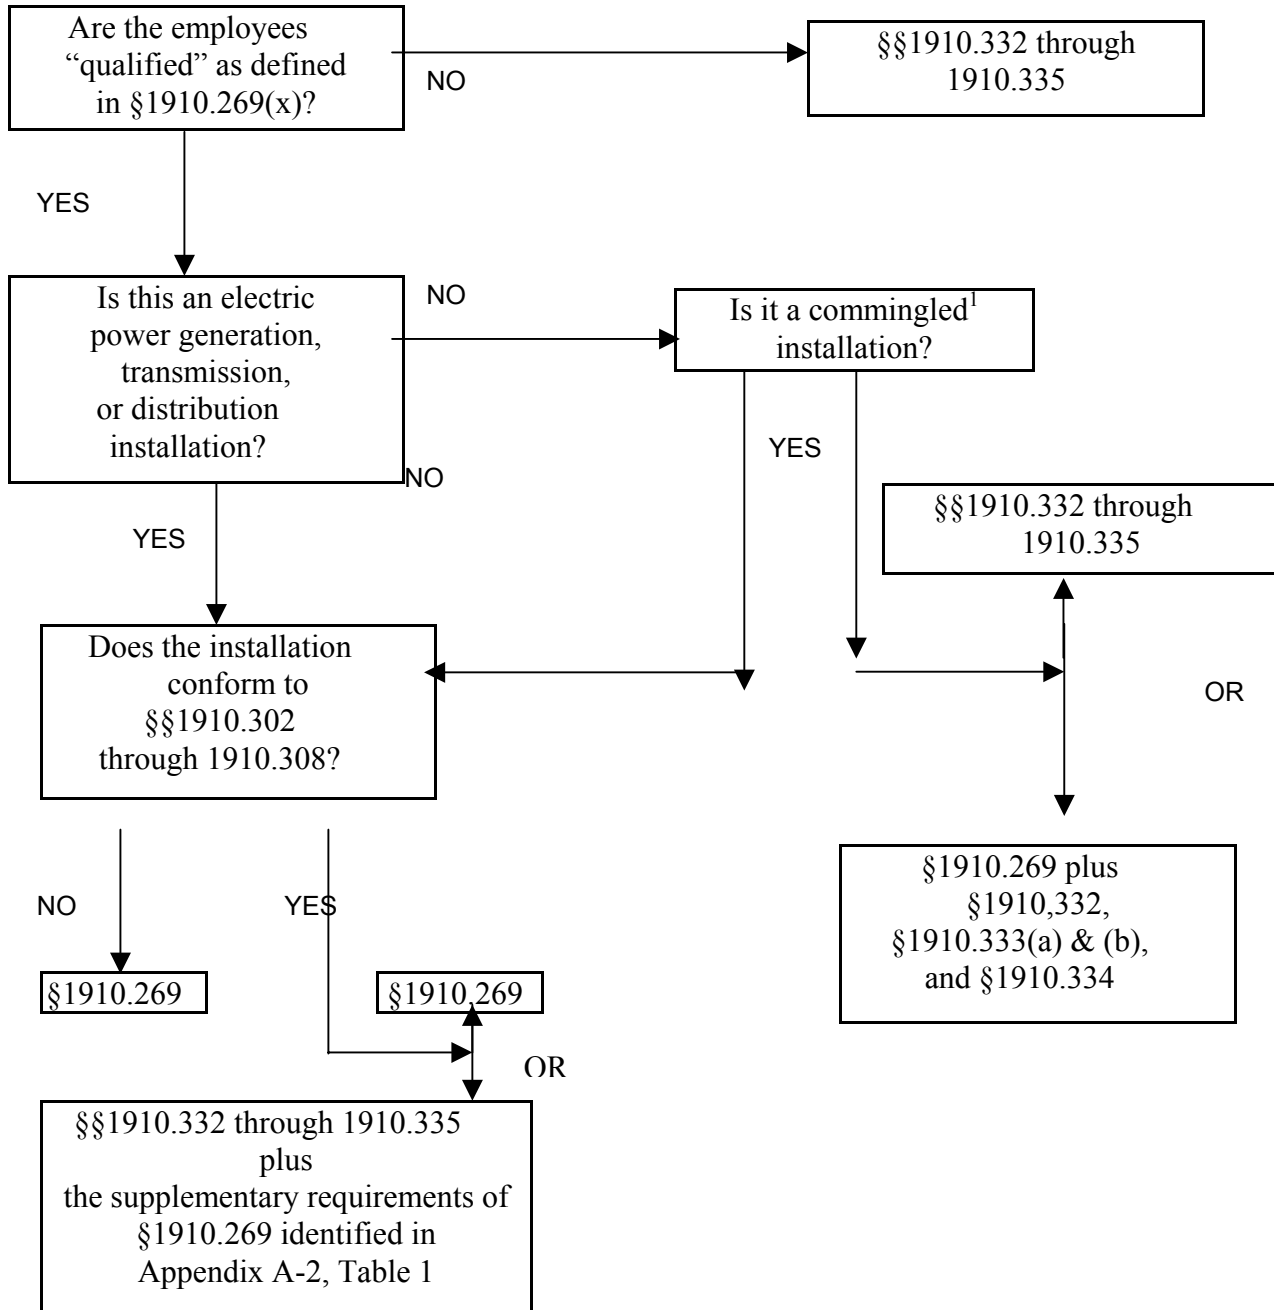 Are the employees
“qualified” as defined
in §1910.269(x)?
NO
§§1910.332 through
1910.335
YES
Is this an electric
power generation,
transmission,
or distribution
installation?
NO
Is it a commingled1
installation?
NO
YES
YES
§§1910.332 through
1910.335
Does the installation
conform to
§§1910.302
through 1910.308?
OR
NO
YES
§1910.269 plus
§1910,332,
§1910.333(a) & (b),
and §1910.334
§1910.269
§1910.269
OR
§§1910.332 through 1910.335
plus
the supplementary requirements of
§1910.269 identified in
Appendix A-2, Table 1